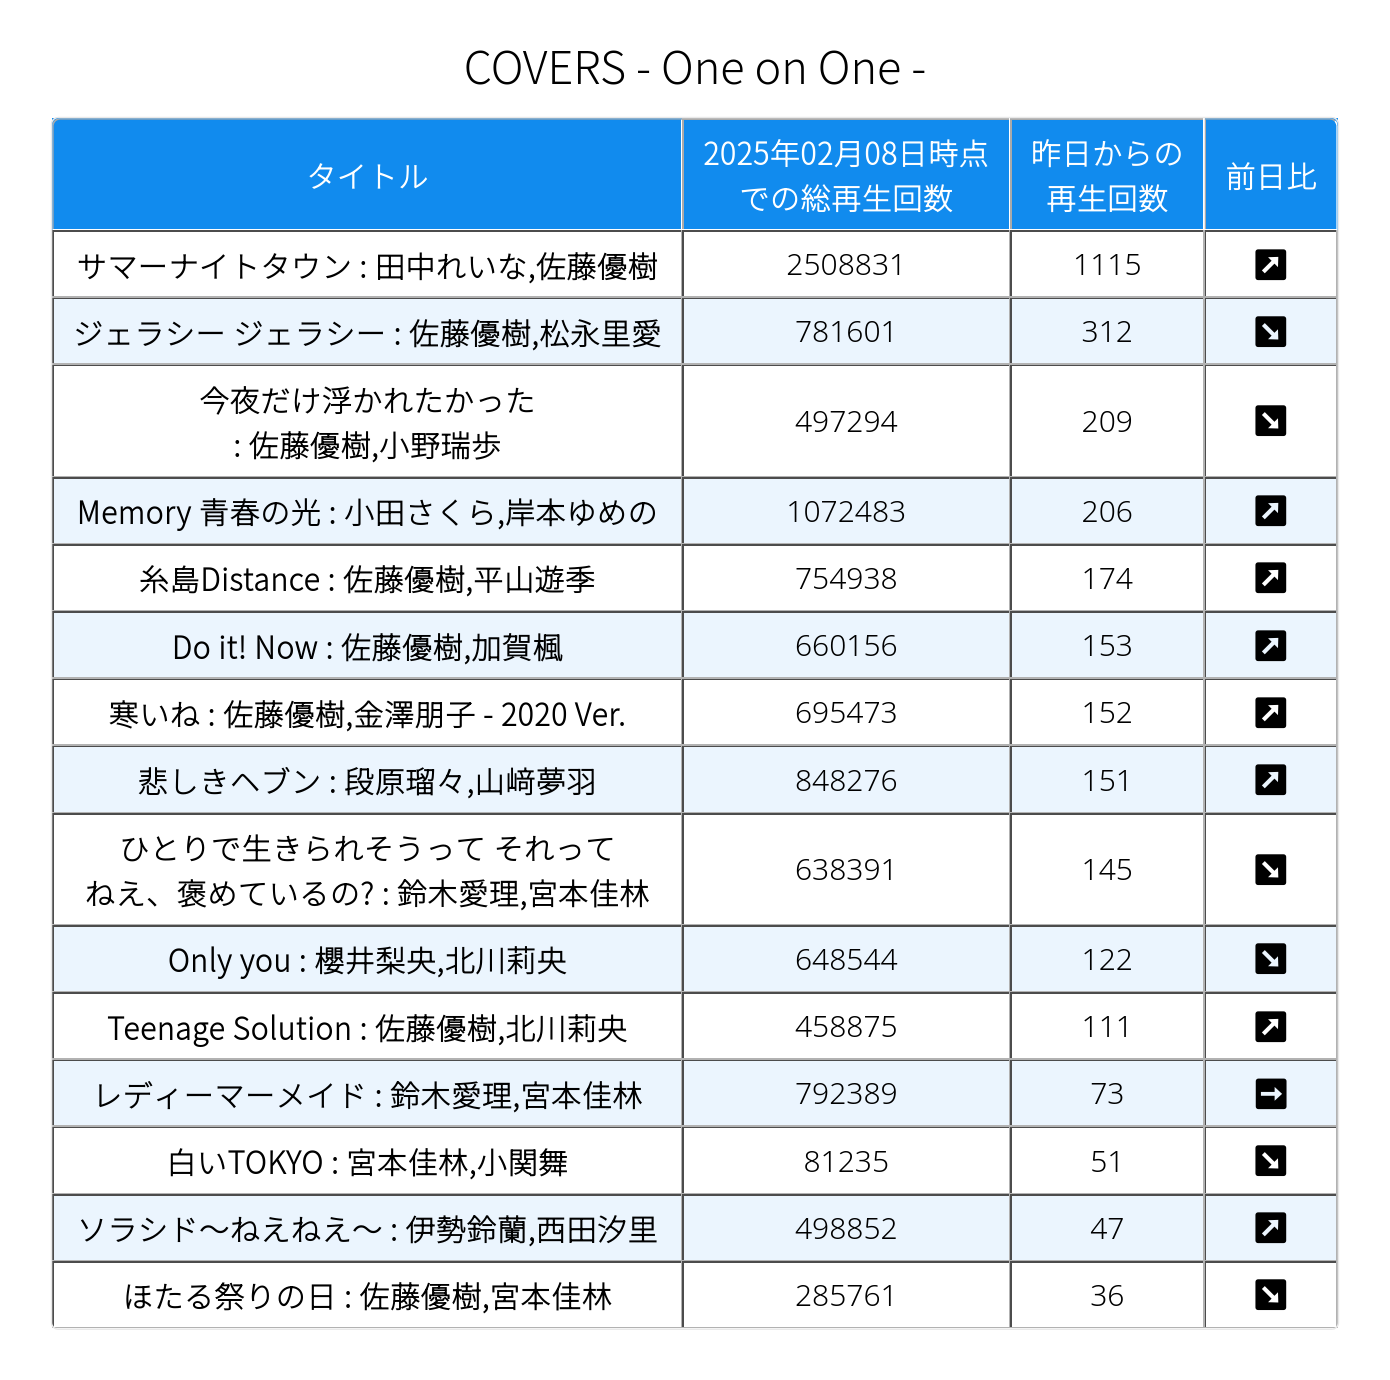 COVERS - One on One -
タイトル
2025年02月08日時点
での総再生回数
昨日からの
再生回数
前日比
サマーナイトタウン : 田中れいな,佐藤優樹
2508831
1115
ジェラシー ジェラシー : 佐藤優樹,松永里愛
781601
312
今夜だけ浮かれたかった
: 佐藤優樹,小野瑞歩
497294
209
Memory 青春の光 : 小田さくら,岸本ゆめの
1072483
206
糸島Distance : 佐藤優樹,平山遊季
754938
174
Do it! Now : 佐藤優樹,加賀楓
660156
153
寒いね : 佐藤優樹,金澤朋子 - 2020 Ver.
695473
152
悲しきヘブン : 段原瑠々,山﨑夢羽
848276
151
ひとりで生きられそうって それって
ねえ、褒めているの? : 鈴木愛理,宮本佳林
638391
145
Only you : 櫻井梨央,北川莉央
648544
122
Teenage Solution : 佐藤優樹,北川莉央
458875
111
レディーマーメイド : 鈴木愛理,宮本佳林
792389
73
白いTOKYO : 宮本佳林,小関舞
81235
51
ソラシド～ねえねえ～ : 伊勢鈴蘭,西田汐里
498852
47
ほたる祭りの日 : 佐藤優樹,宮本佳林
285761
36